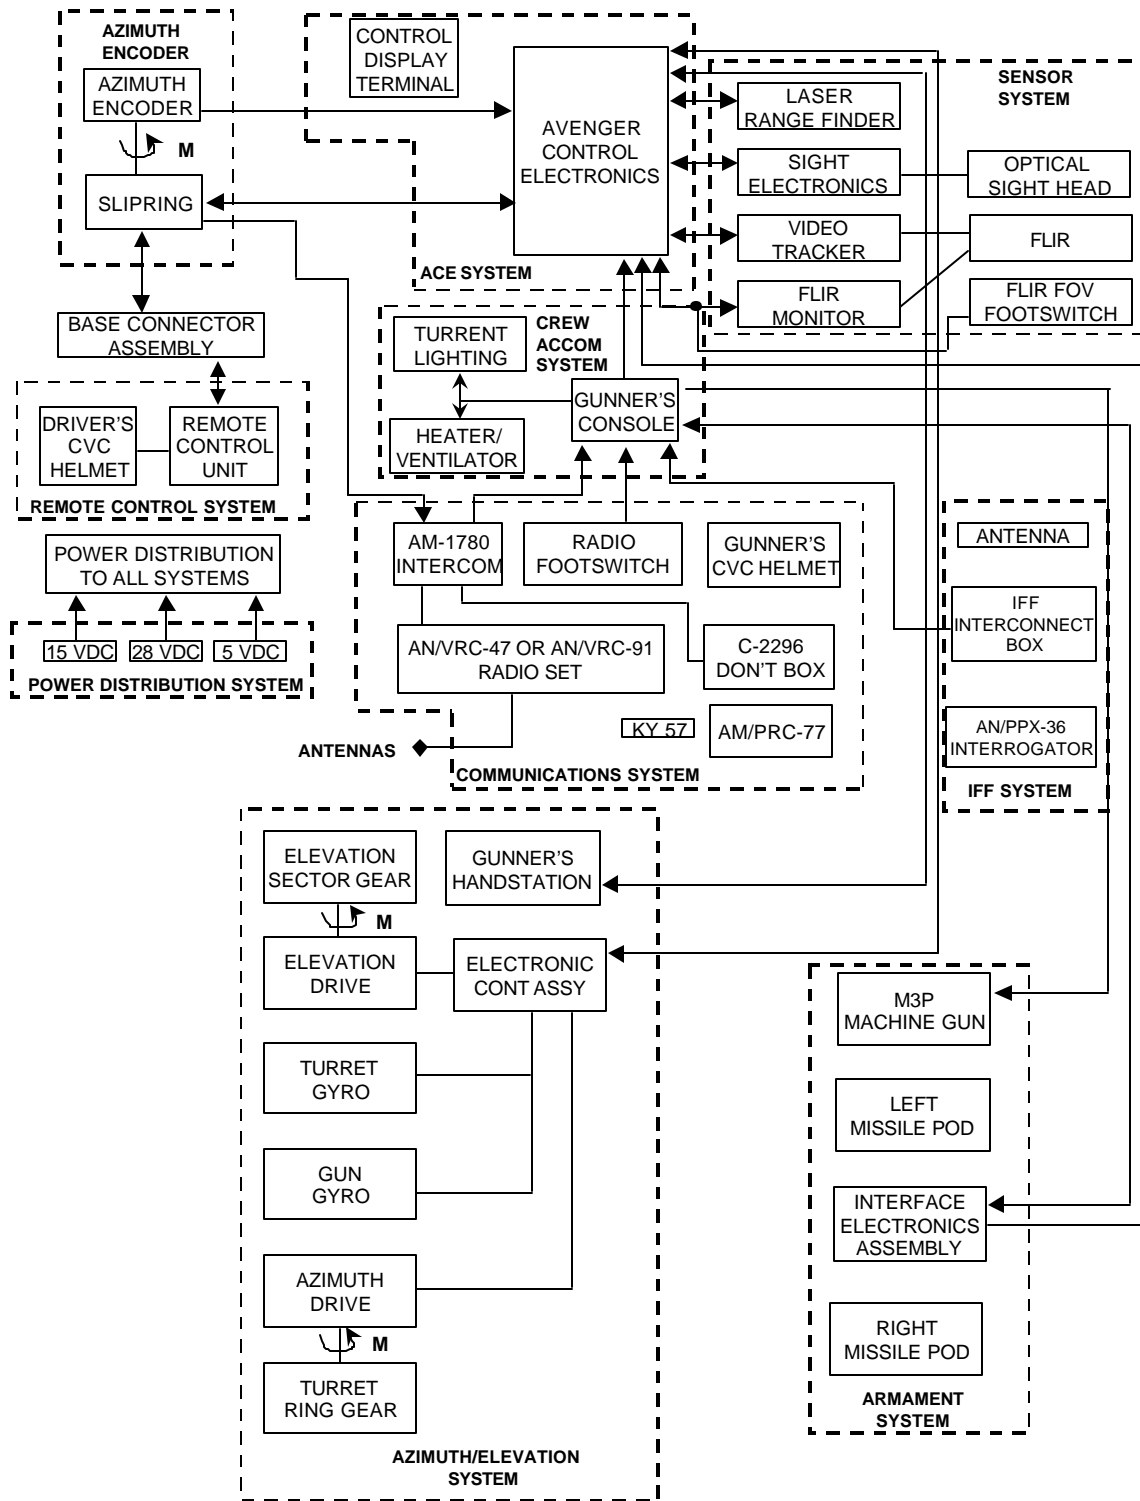 AZIMUTH
ENCODER
AZIMUTH
ENCODER
M
SLIPRING
CONTROL
DISPLAY
TERMINAL
AVENGER
CONTROL
ELECTRONICS
ACE SYSTEM
SENSOR
SYSTEM
LASER
RANGE FINDER
SIGHT
ELECTRONICS
OPTICAL
SIGHT HEAD
VIDEO
TRACKER
FLIR
FLIR
MONITOR
FLIR FOV
FOOTSWITCH
BASE CONNECTOR
ASSEMBLY
TURRENT
LIGHTING
CREW
ACCOM
SYSTEM
GUNNER'S
CONSOLE
HEATER/
VENTILATOR
DRIVER'S
CVC
HELMET
REMOTE
CONTROL
UNIT
REMOTE CONTROL SYSTEM
POWER DISTRIBUTION
TO ALL SYSTEMS
15 VDC
28 VDC
5 VDC
POWER DISTRIBUTION SYSTEM
AM-1780
INTERCOM
RADIO
FOOTSWITCH
GUNNER'S
CVC HELMET
AN/VRC-47 OR AN/VRC-91
RADIO SET
C-2296
DON'T BOX
KY 57
AM/PRC-77
ANTENNAS
COMMUNICATIONS SYSTEM
ANTENNA
IFF
INTERCONNECT
BOX
AN/PPX-36
INTERROGATOR
IFF SYSTEM
ELEVATION
SECTOR GEAR
M
GUNNER'S
HANDSTATION
ELEVATION
DRIVE
ELECTRONIC
CONT ASSY
TURRET
GYRO
GUN
GYRO
AZIMUTH
DRIVE
M
TURRET
RING GEAR
AZIMUTH/ELEVATION
SYSTEM
M3P
MACHINE GUN
LEFT
MISSILE POD
INTERFACE
ELECTRONICS
ASSEMBLY
RIGHT
MISSILE POD
ARMAMENT
SYSTEM